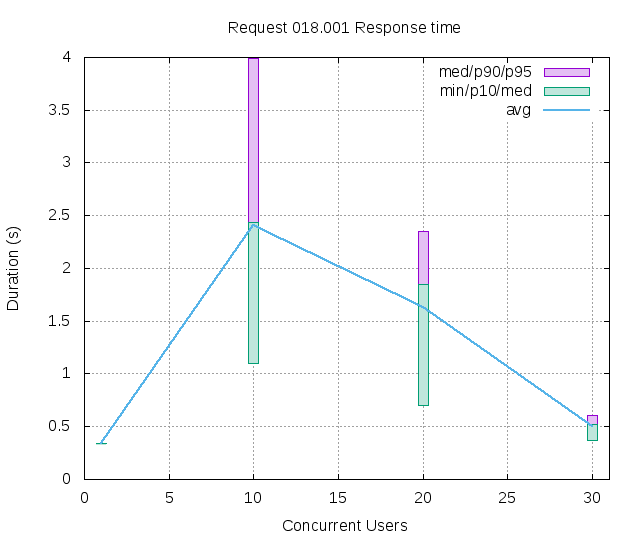 Request 018.001 Response time
med/p90/p95
min/p10/med
avg
Duration (s)
4
3.5
3
2.5
2
1.5
1
0.5
0
0 5 10 15 20 25 30
Concurrent Users